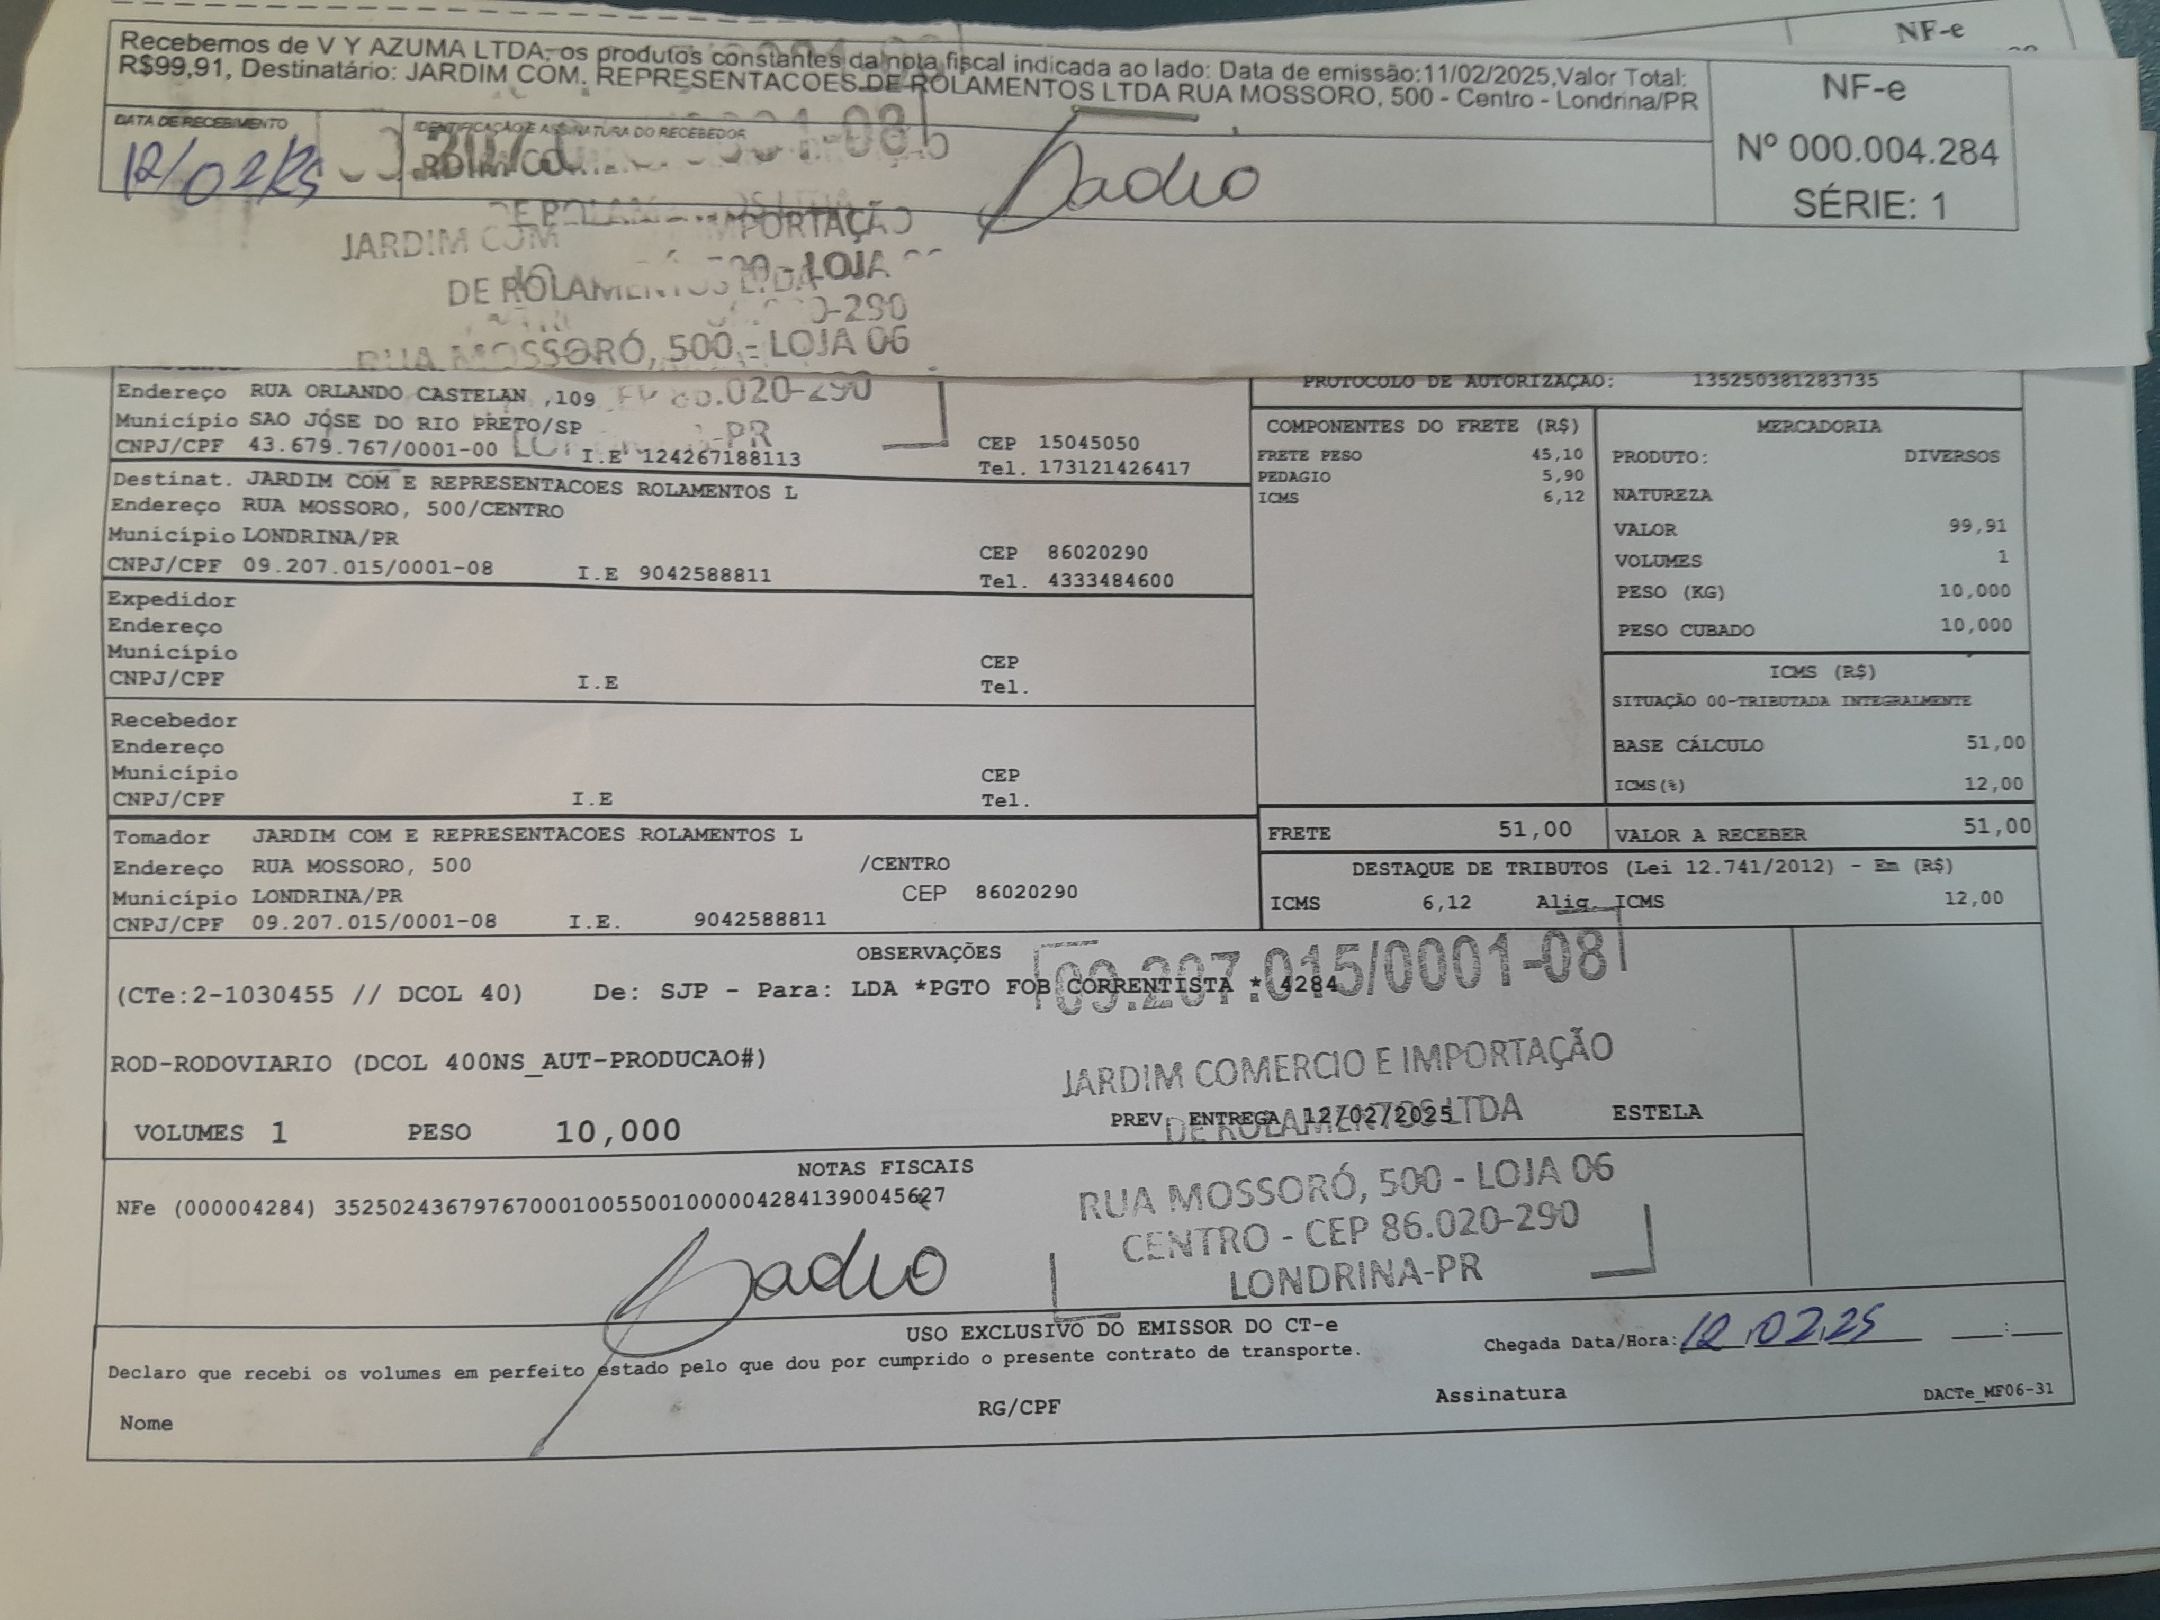 NF-e
Recebemos de V Y AZUMA LTDA, os produtos constantes da nota fiscal indicada ao lado: Data de emissão:11/02/2025,Valor Total:
R$99,91, Destinatário: JARDIM COM. REPRESENTACOES DE ROLAMENTOS LTDA RUA MOSSORO, 500 - Centro - Londrina/PR
NF-e
Nº 000.004.284
SÉRIE: 1
DATA DE RECEBIMENTO
IDENTIFICAÇÃO E ASSINATURA DO RECEBEDOR
12/02/25
JARDIM COM IMPORTAÇÃO
DE ROLAMENTOS LTDA
RUA MOSSORÓ, 500 - LOJA 06
PROTOCOLO DE AUTORIZAÇÃO: 135250381283735
Endereço RUA ORLANDO CASTELAN ,109
Município SAO JOSE DO RIO PRETO/SP
CNPJ/CPF 43.679.767/0001-00 I.E 124267188113
CEP 15045050
Tel. 173121426417
Destinat. JARDIM COM E REPRESENTACOES ROLAMENTOS L
Endereço RUA MOSSORO, 500/CENTRO
Município LONDRINA/PR
CEP 86020290
CNPJ/CPF 09.207.015/0001-08 I.E 9042588811 Tel. 4333484600
Expedidor
Endereço
Município CEP
CNPJ/CPF I.E Tel.
Recebedor
Endereço
Município CEP
CNPJ/CPF I.E Tel.
Tomador JARDIM COM E REPRESENTACOES ROLAMENTOS L
Endereço RUA MOSSORO, 500 /CENTRO
Município LONDRINA/PR CEP 86020290
CNPJ/CPF 09.207.015/0001-08 I.E. 9042588811
COMPONENTES DO FRETE (R$)
FRETE PESO 45,10
PEDAGIO 5,90
ICMS 6,12
MERCADORIA
PRODUTO: DIVERSOS
NATUREZA
VALOR 99,91
VOLUMES 1
PESO (KG) 10,000
PESO CUBADO 10,000
ICMS (R$)
SITUAÇÃO 00-TRIBUTADA INTEGRALMENTE
BASE CÁLCULO 51,00
ICMS(%) 12,00
FRETE 51,00 VALOR A RECEBER 51,00
DESTAQUE DE TRIBUTOS (Lei 12.741/2012) - Em (R$)
ICMS 6,12 Aliq. ICMS 12,00
OBSERVAÇÕES
(CTe:2-1030455 // DCOL 40) De: SJP - Para: LDA *PGTO FOB CORRENTISTA * 4284
ROD-RODOVIARIO (DCOL 400NS_AUT-PRODUCAO#)
VOLUMES 1 PESO 10,000 PREV. ENTREGA 12/02/2025 ESTELA
09.207.015/0001-08
JARDIM COMERCIO E IMPORTAÇÃO
DE ROLAMENTOS LTDA
RUA MOSSORÓ, 500 - LOJA 06
CENTRO - CEP 86.020-290
LONDRINA-PR
NOTAS FISCAIS
NFe (000004284) 35250243679767000100550010000042841390045627
USO EXCLUSIVO DO EMISSOR DO CT-e
Chegada Data/Hora: 12/02/25 __:__
Declaro que recebi os volumes em perfeito estado pelo que dou por cumprido o presente contrato de transporte.
Nome RG/CPF Assinatura DACTe_MF06-31